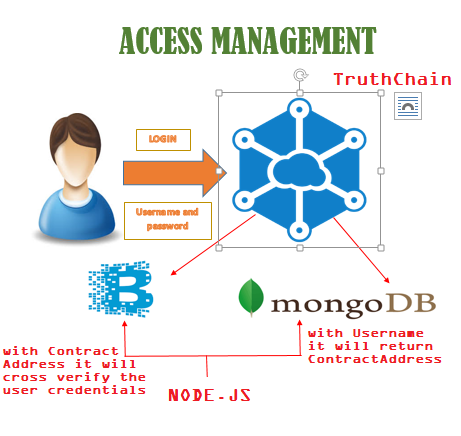 ACCESS MANAGEMENT
TruthChain
LOGIN
Username and
password
B
mongoDB
with Username
it will return
ContractAddress
with Contract
Address it will
cross verify the
user credentials
NODE-JS